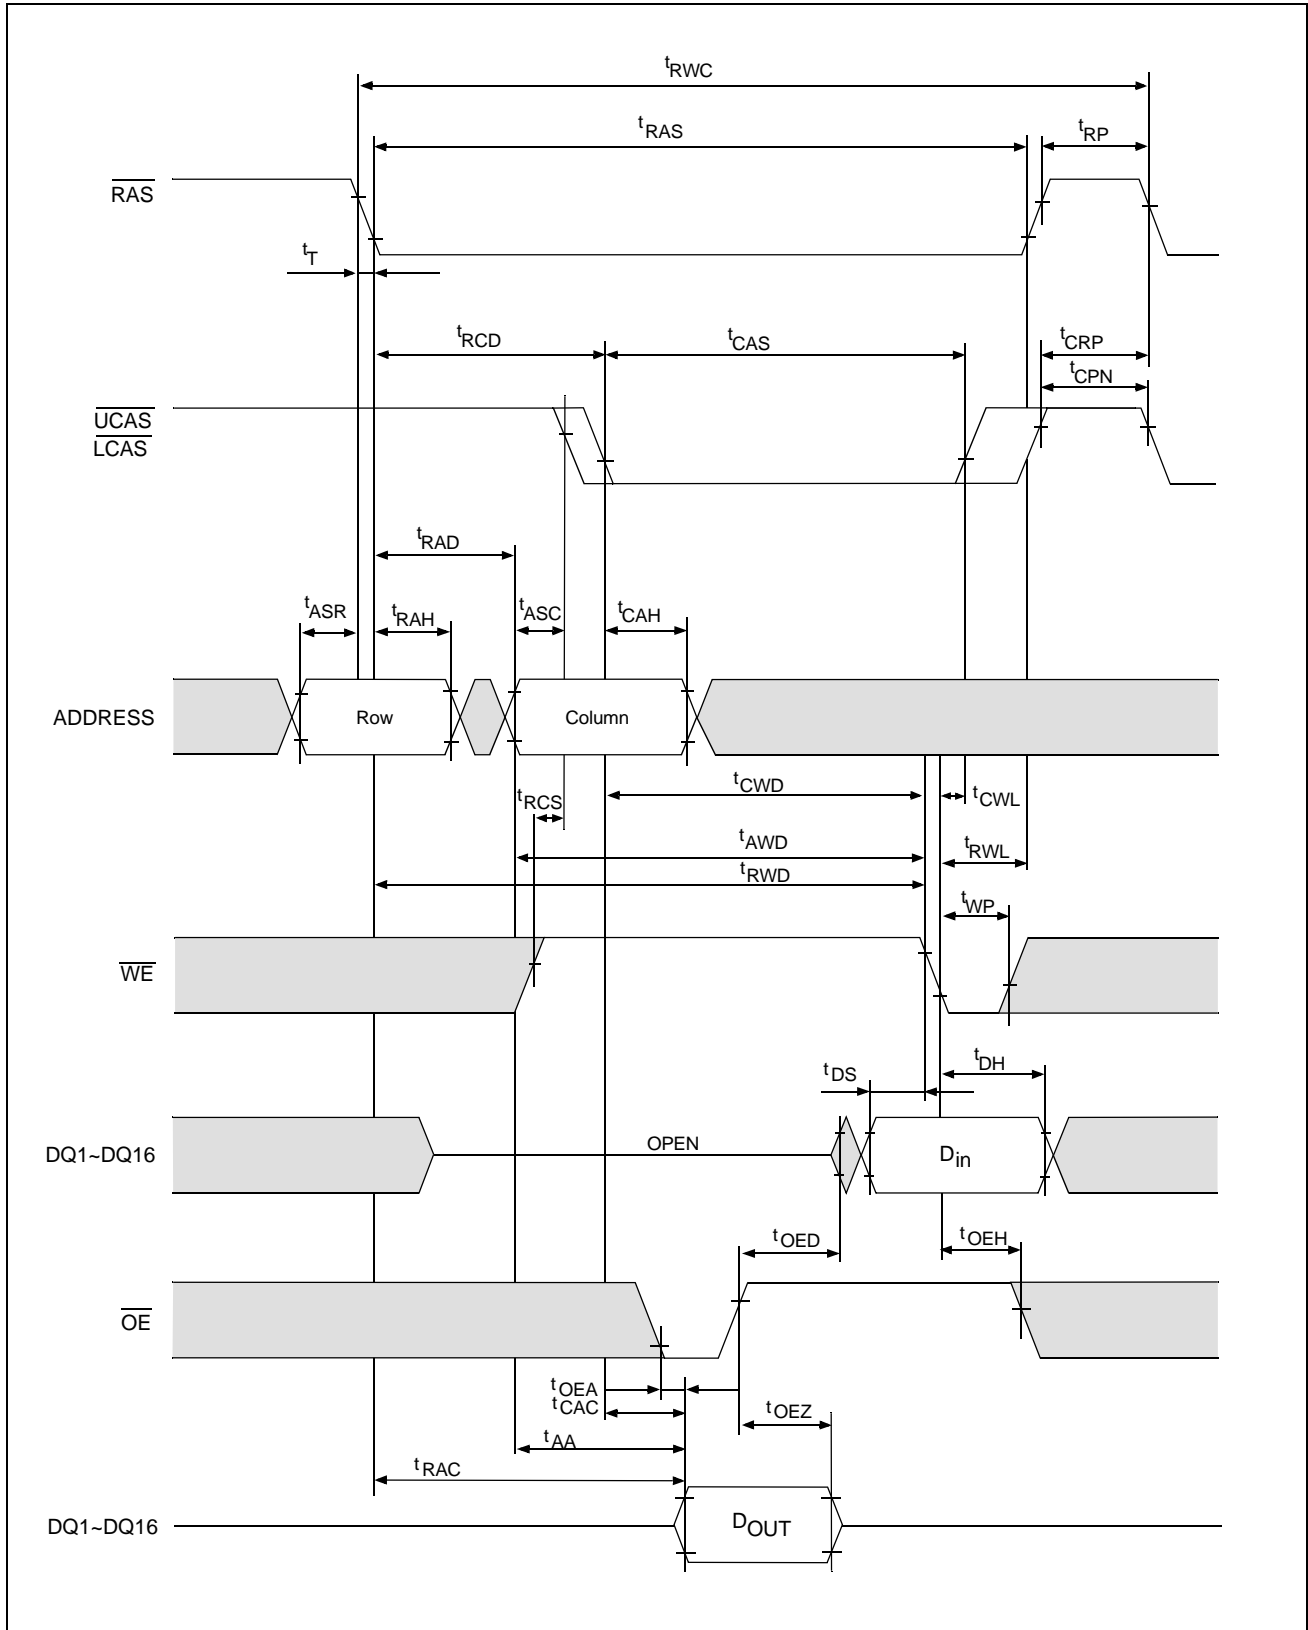 tRWC
tRAS
tRP
RAS
tT
tRCD
tCAS
tCRP
tCPN
UCAS
LCAS
tRAD
tASR
tRAH
tASC
tCAH
ADDRESS
Row
Column
tRCS
tCWD
tCWL
tAWD
tRWL
tRWD
tWP
WE
tDS
tDH
DQ1~DQ16
OPEN
Din
tOED
tOEH
OE
tOEA
tCAC
tOEZ
tAA
tRAC
DQ1~DQ16
DOUT